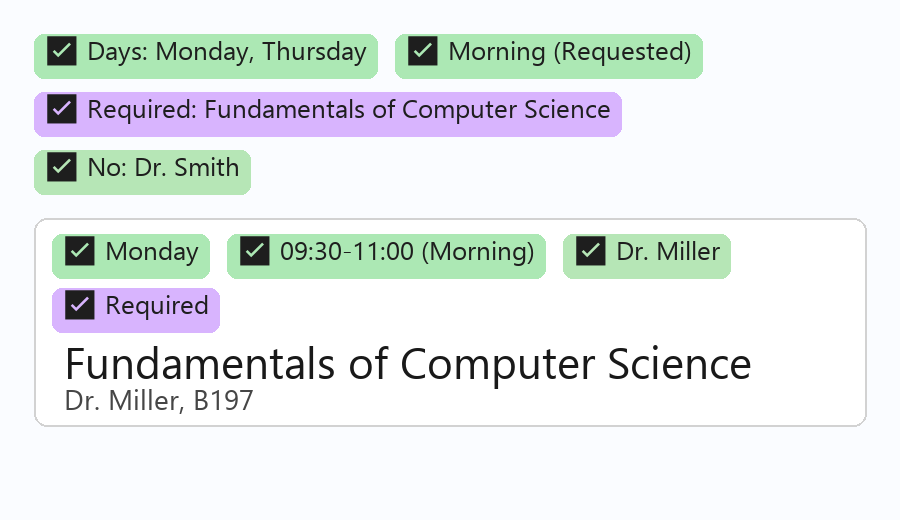 Days: Monday, Thursday Morning (Requested)
Required: Fundamentals of Computer Science
No: Dr. Smith
Monday 09:30-11:00 (Morning) Dr. Miller
Required
Fundamentals of Computer Science
Dr. Miller, B197